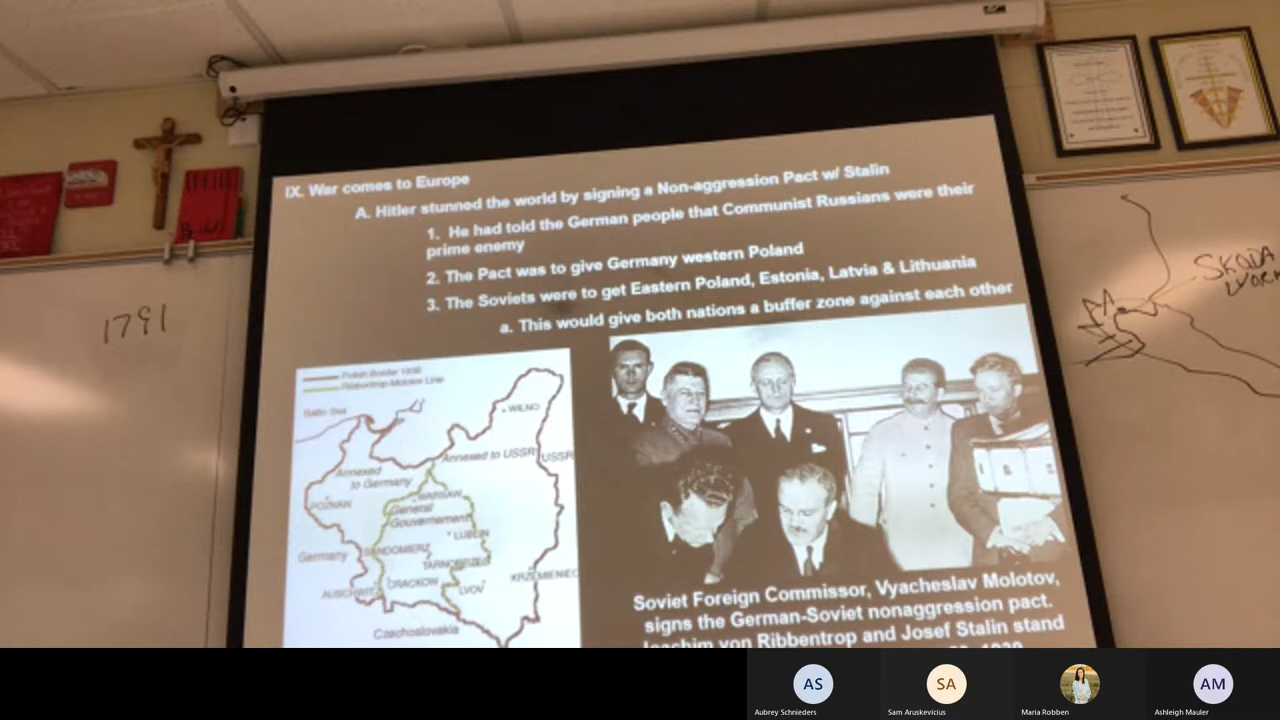 IX. War comes to Europe
A. Hitler stunned the world by signing a Non-aggression Pact w/ Stalin
1. He had told the German people that Communist Russians were their
prime enemy
2. The Pact was to give Germany western Poland
3. The Soviets were to get Eastern Poland, Estonia, Latvia & Lithuania
a. This would give both nations a buffer zone against each other
1791
SKODA
Polish Border 1938
Ribbentrop-Molotov Line
Baltic Sea
WILNO
Annexed to USSR
USSR
Annexed
to Germany
POZNAN
WARSAW
General
Gouvernement
LUBLIN
Germany
SANDOMIERZ
TARNOBRZEG
KRZEMIENIEC
AUSCHWITZ
CRACKOW
LVOV
Czechoslovakia
Soviet Foreign Commissor, Vyacheslav Molotov,
signs the German-Soviet nonaggression pact.
Joachim von Ribbentrop and Josef Stalin stand
AS
SA
AM
Aubrey Schnieders
Sam Aruskevicius
Maria Robben
Ashleigh Mauler